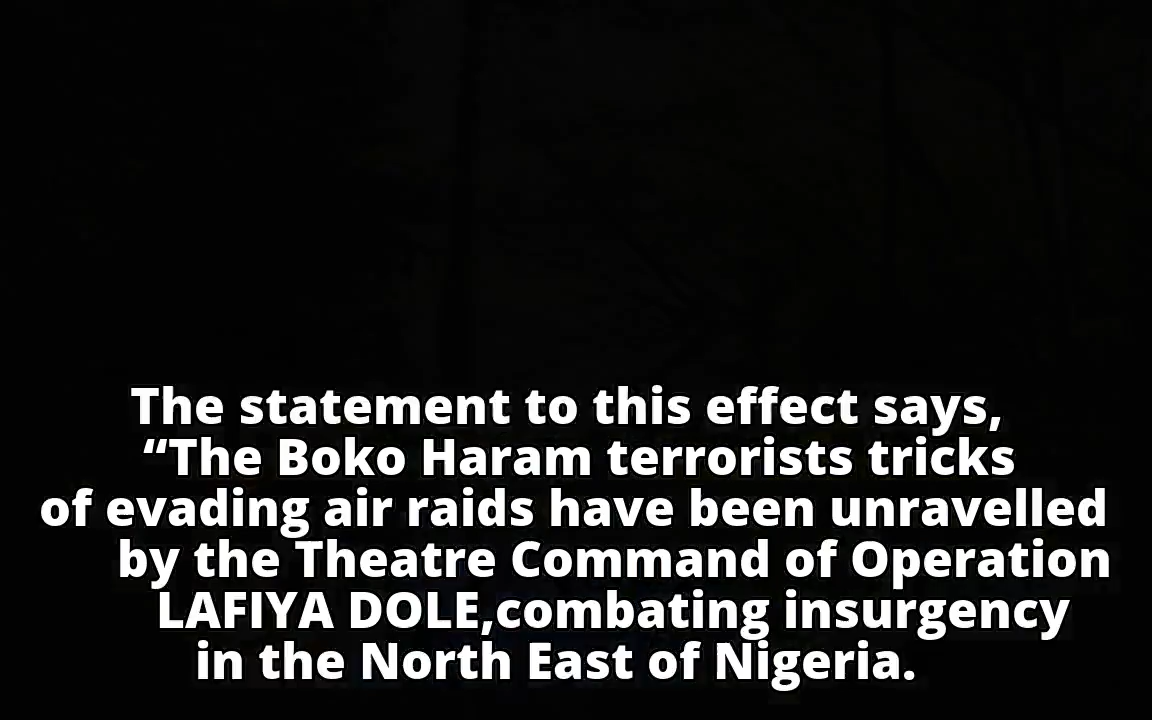 The statement to this effect says,
“The Boko Haram terrorists tricks
of evading air raids have been unravelled
by the Theatre Command of Operation
LAFIYA DOLE,combating insurgency
in the North East of Nigeria.